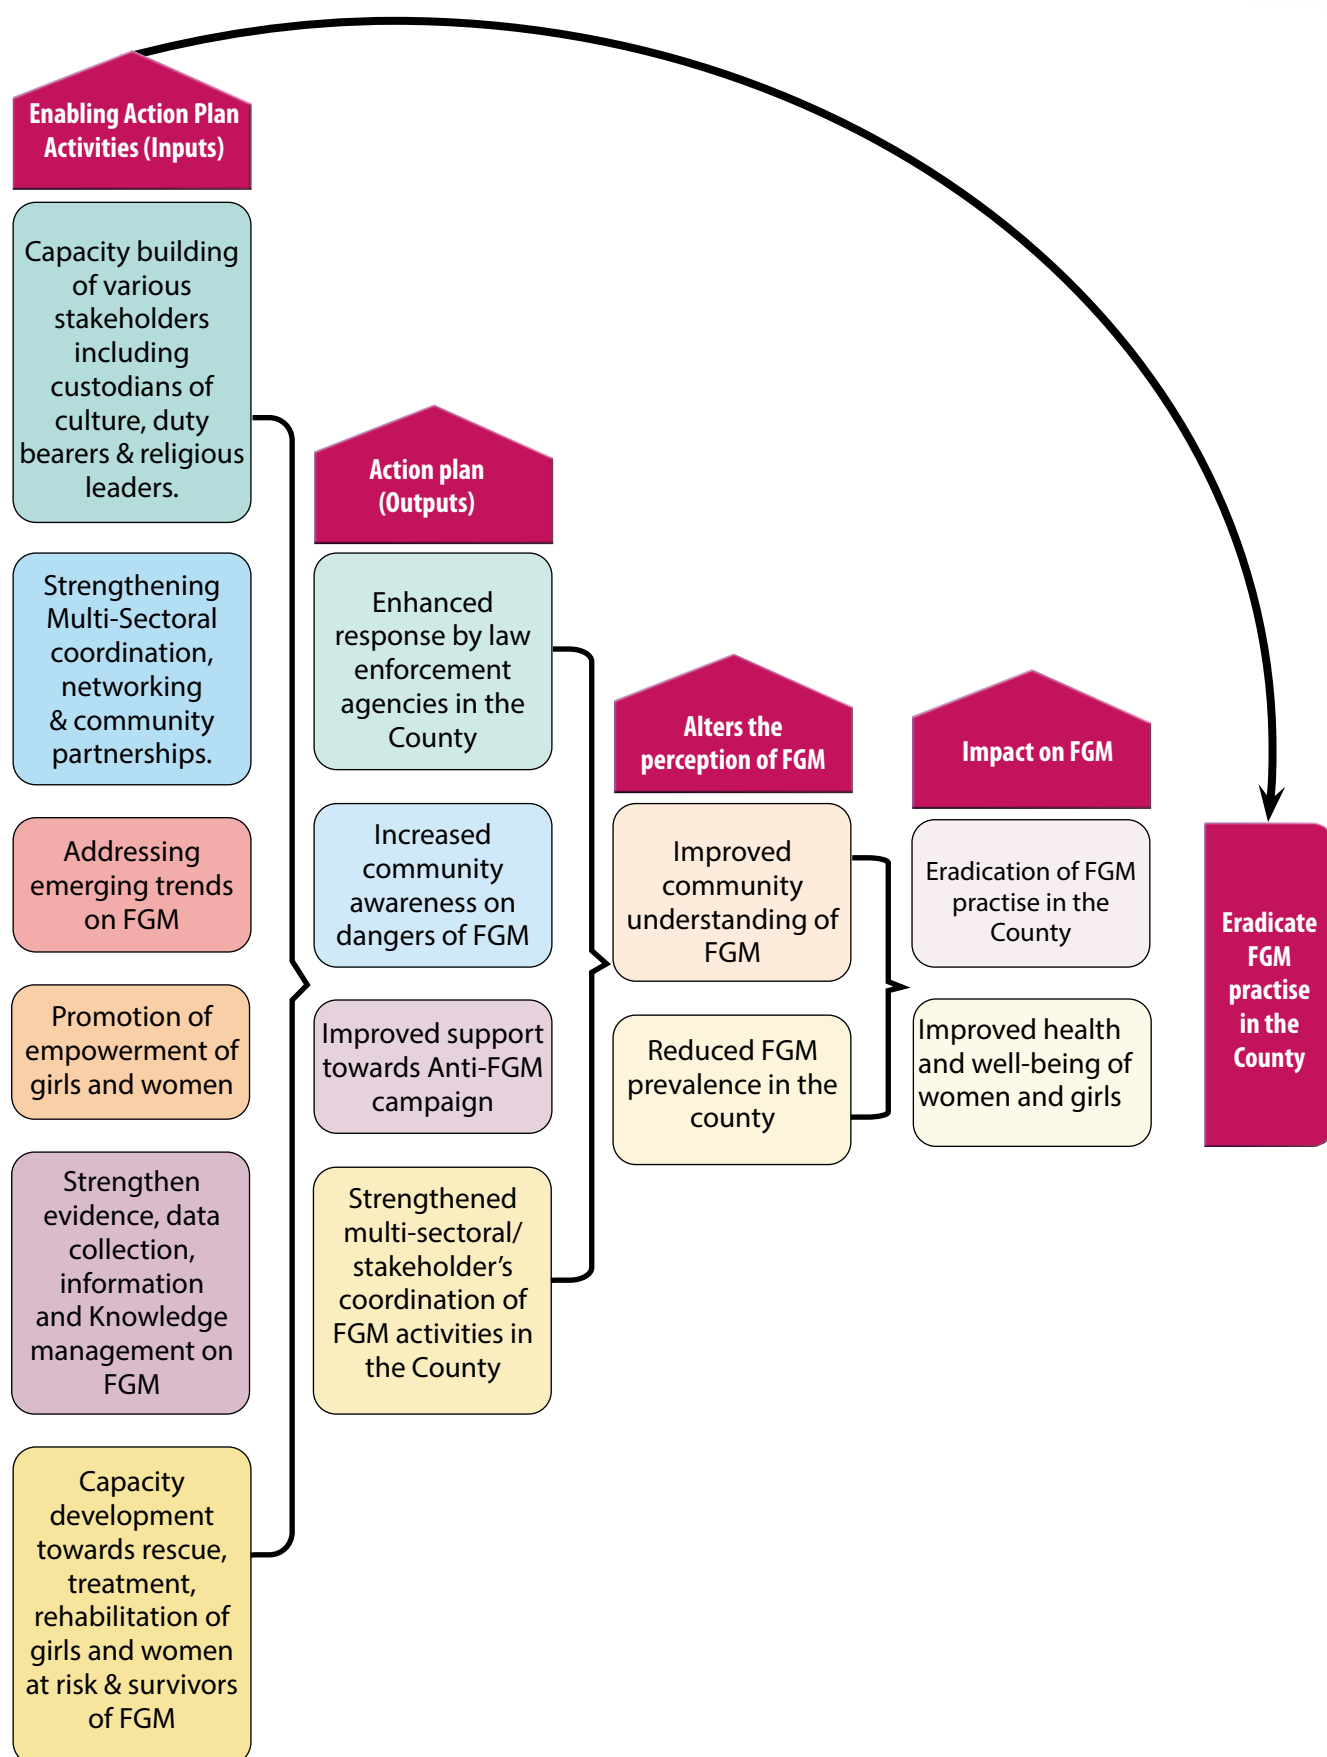 Enabling Action Plan
Activities (Inputs)
Capacity building
of various
stakeholders
including
custodians of
culture, duty
bearers & religious
leaders.
Strengthening
Multi-Sectoral
coordination,
networking
& community
partnerships.
Addressing
emerging trends
on FGM
Promotion of
empowerment of
girls and women
Strengthen
evidence, data
collection,
information
and Knowledge
management on
FGM
Capacity
development
towards rescue,
treatment,
rehabilitation of
girls and women
at risk & survivors
of FGM
Action plan
(Outputs)
Enhanced
response by law
enforcement
agencies in the
County
Increased
community
awareness on
dangers of FGM
Improved support
towards Anti-FGM
campaign
Strengthened
multi-sectoral/
stakeholder’s
coordination of
FGM activities in
the County
Alters the
perception of FGM
Improved
community
understanding of
FGM
Reduced FGM
prevalence in the
county
Impact on FGM
Eradication of FGM
practise in the
County
Improved health
and well-being of
women and girls
Eradicate
FGM
practise
in the
County